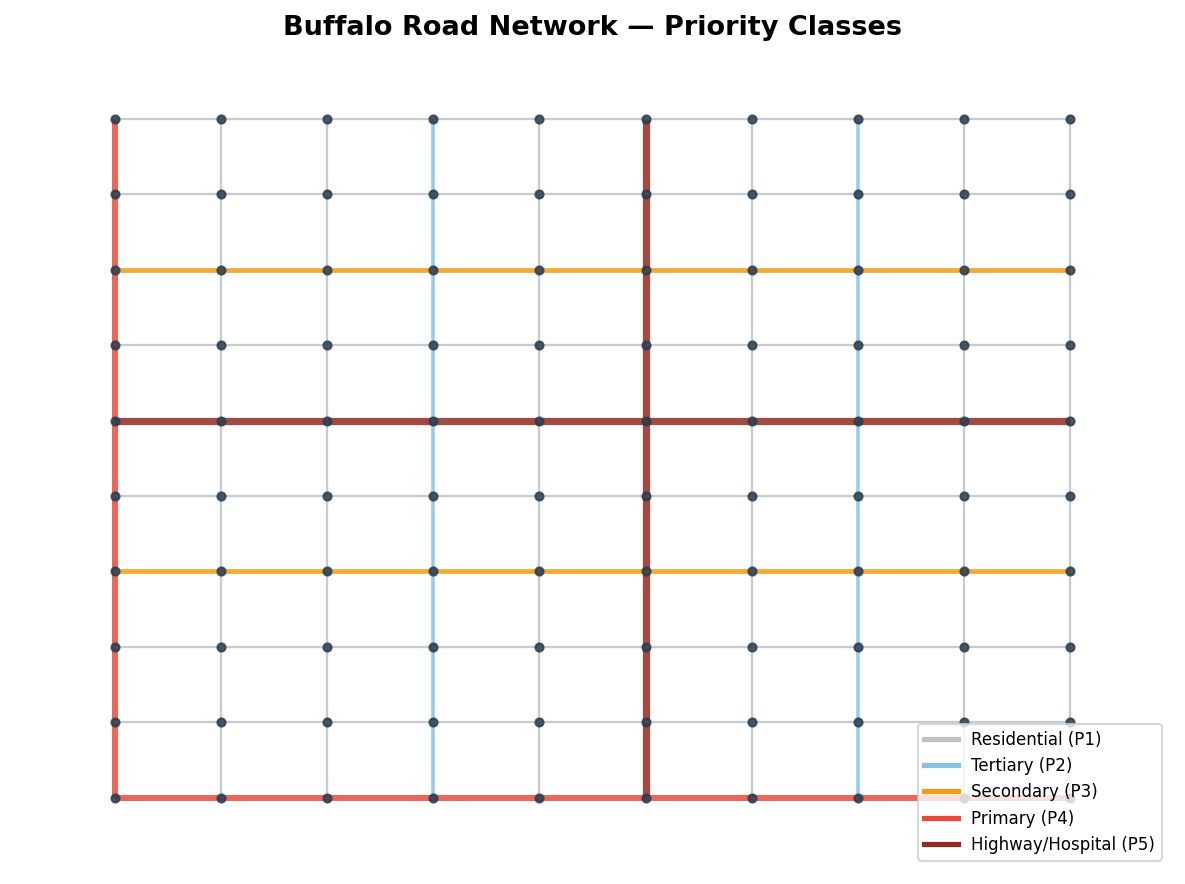 Buffalo Road Network — Priority Classes
Residential (P1)
Tertiary (P2)
Secondary (P3)
Primary (P4)
Highway/Hospital (P5)